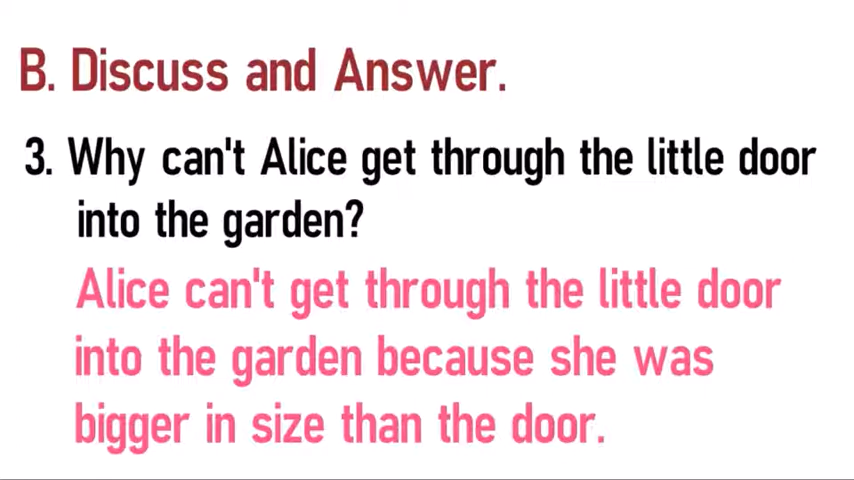 B. Discuss and Answer.
3. Why can't Alice get through the little door
into the garden?
Alice can't get through the little door
into the garden because she was
bigger in size than the door.